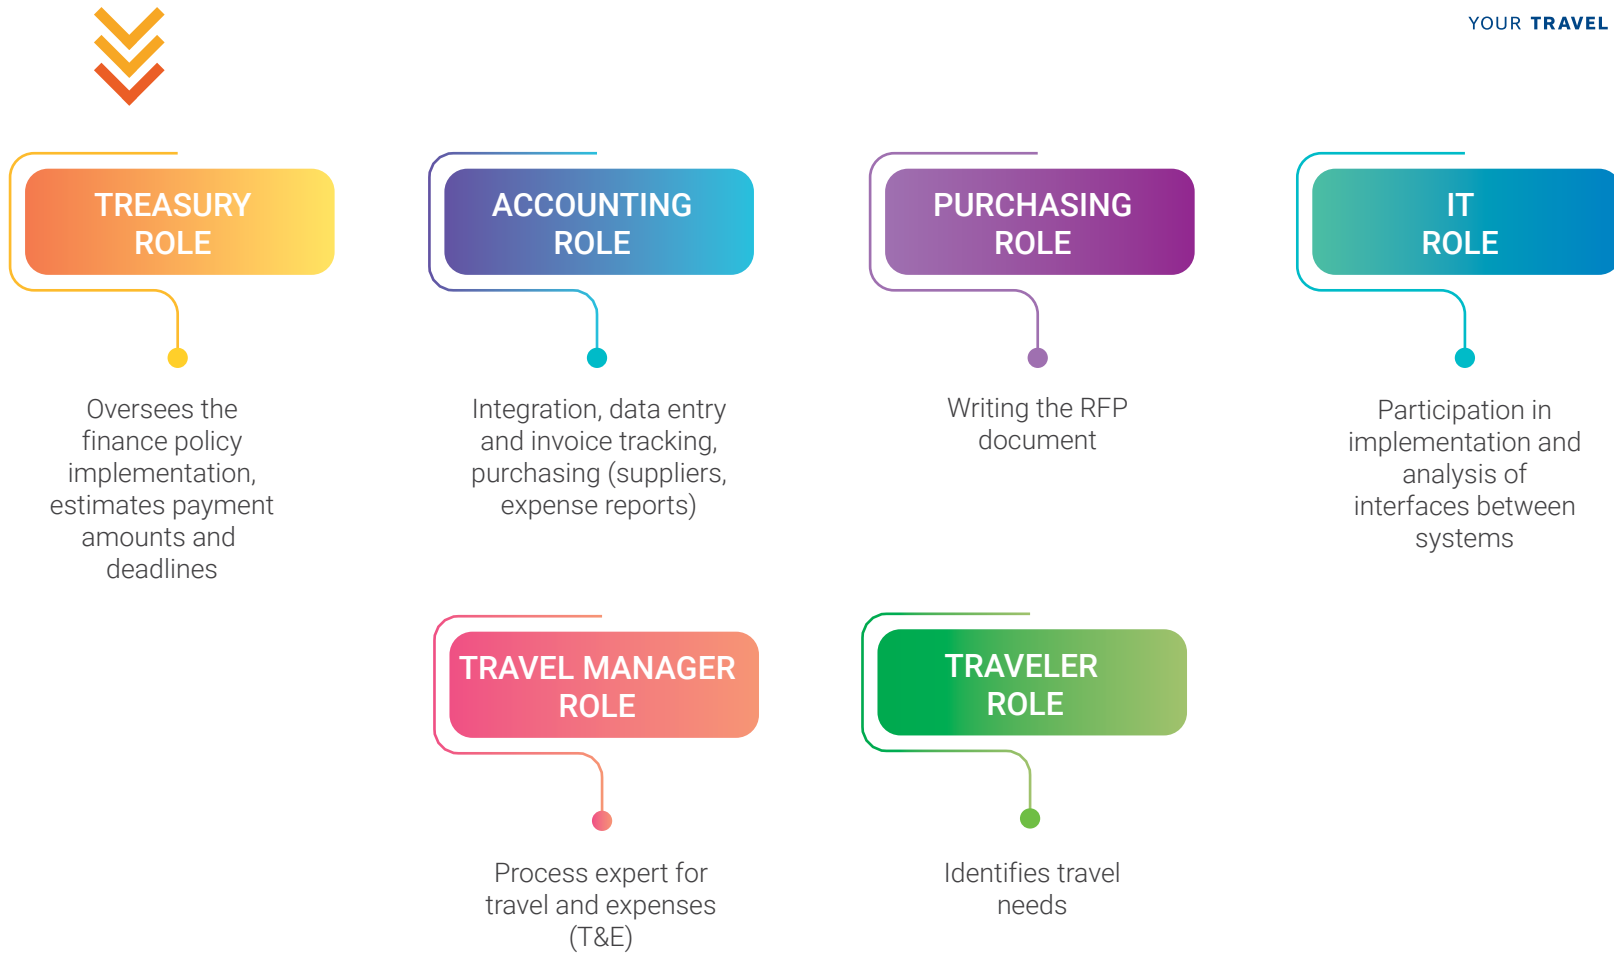 YOUR TRAVEL
TREASURY
ROLE
Oversees the
finance policy
implementation,
estimates payment
amounts and
deadlines
ACCOUNTING
ROLE
Integration, data entry
and invoice tracking,
purchasing (suppliers,
expense reports)
PURCHASING
ROLE
Writing the RFP
document
IT
ROLE
Participation in
implementation and
analysis of
interfaces between
systems
TRAVEL MANAGER
ROLE
Process expert for
travel and expenses
(T&E)
TRAVELER
ROLE
Identifies travel
needs